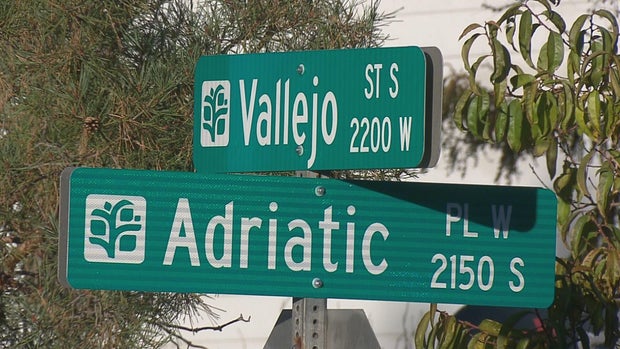 Vallejo ST S
2200 W
Adriatic PL W
2150 S